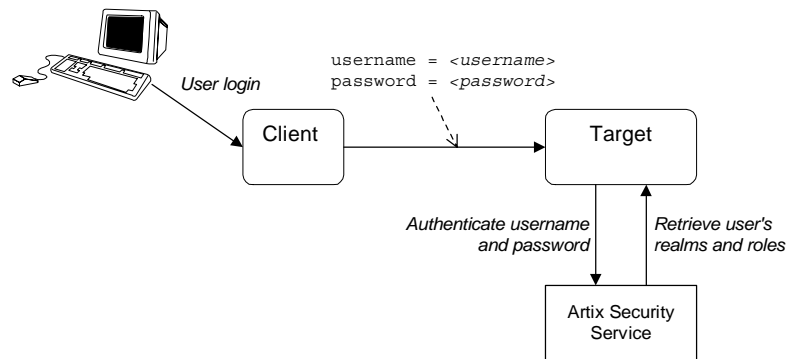 username = <username>
password = <password>
User login
Client
Target
Authenticate username
and password
Retrieve user's
realms and roles
Artix Security
Service